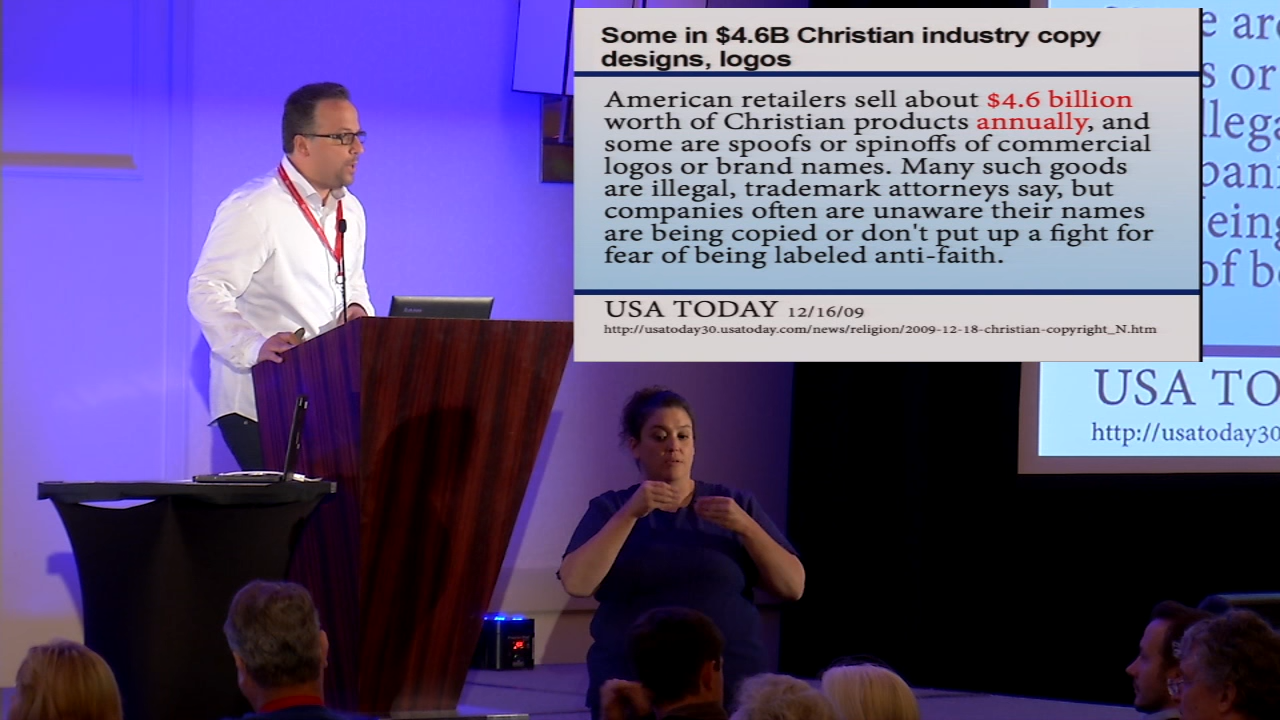 Some in $4.6B Christian industry copy
designs, logos
American retailers sell about $4.6 billion
worth of Christian products annually, and
some are spoofs or spinoffs of commercial
logos or brand names. Many such goods
are illegal, trademark attorneys say, but
companies often are unaware their names
are being copied or don't put up a fight for
fear of being labeled anti-faith.
USA TODAY 12/16/09
http://usatoday30.usatoday.com/news/religion/2009-12-18-christian-copyright_N.htm
USA TO
http://usatoday30